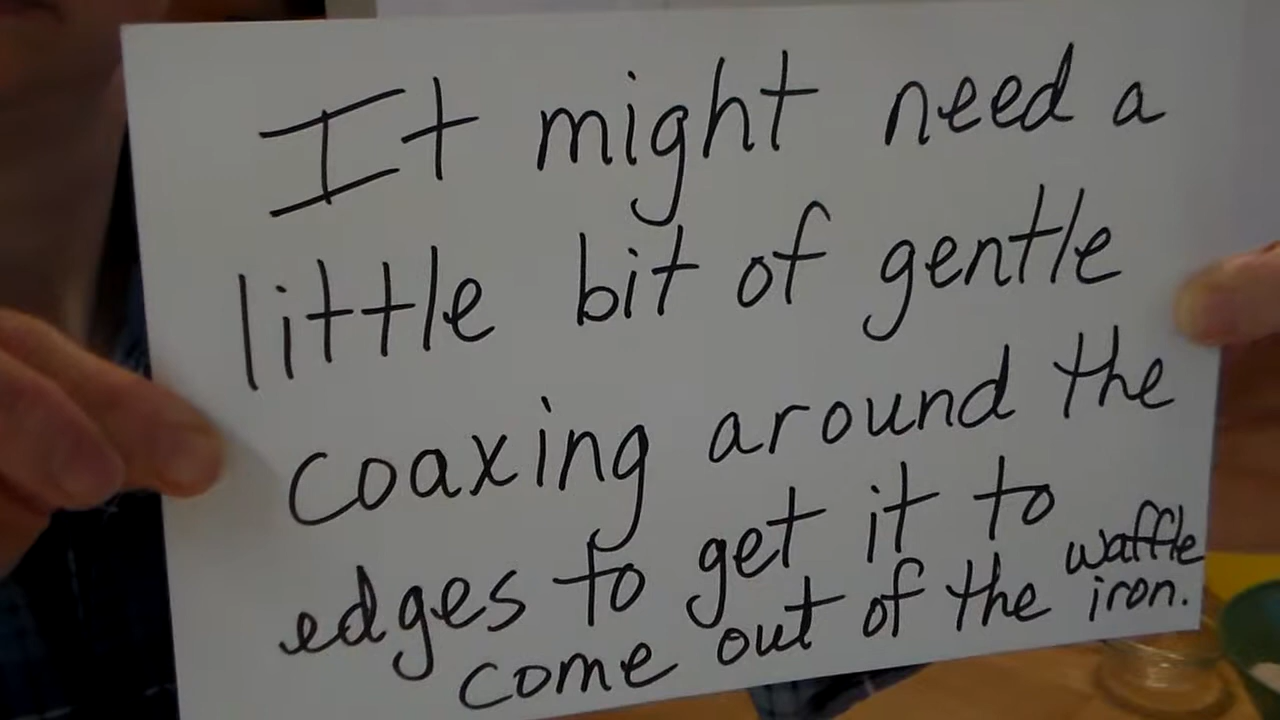 It might need a
little bit of gentle
coaxing around the
edges to get it to
come out of the waffle
iron.